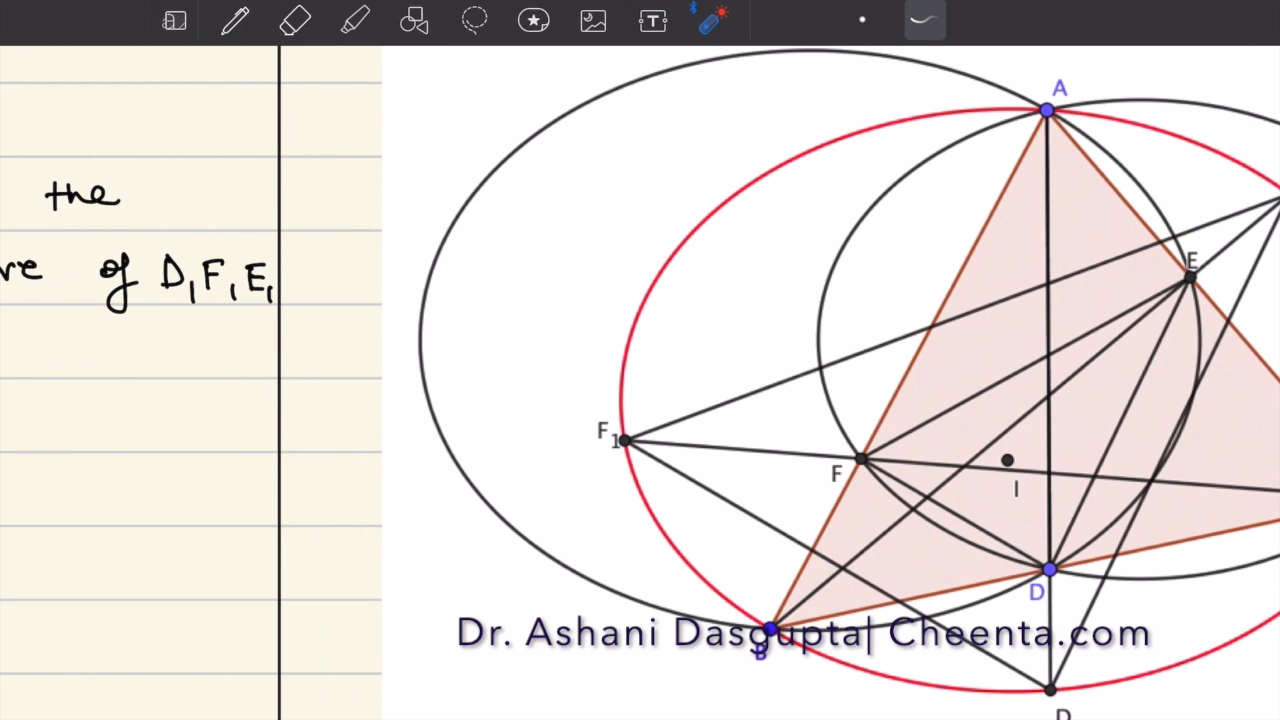 the
re of D₁F₁E₁
A
E
F₁
F
I
D
Dr. Ashani Dasgupta| Cheenta.com
B
D